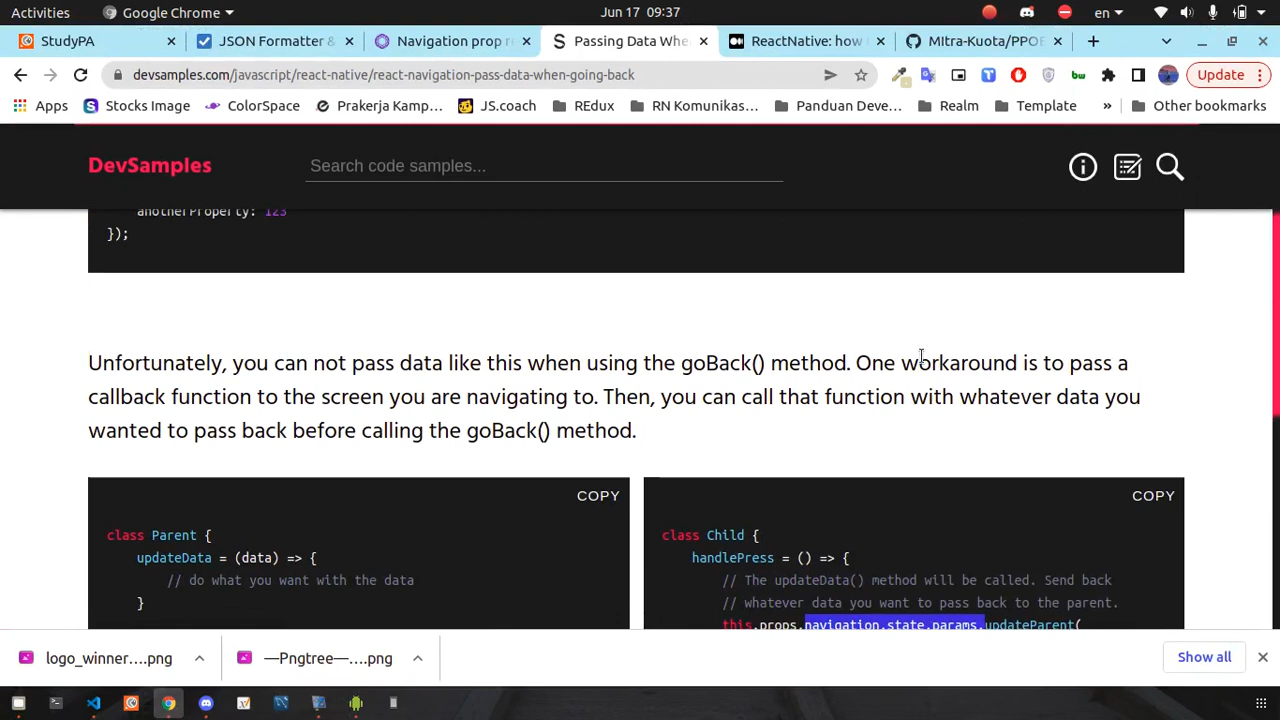 Activities
Google Chrome
Jun 17 09:37
en
StudyPA
JSON Formatter &
Navigation prop re
Passing Data Whe
ReactNative: how
MItra-Kuota/PPOB
devsamples.com/javascript/react-native/react-navigation-pass-data-when-going-back
Update
Apps
Stocks Image
ColorSpace
Prakerja Kamp...
JS.coach
REdux
RN Komunikas...
Panduan Deve...
Realm
Template
»
Other bookmarks
DevSamples
Search code samples...
anotherProperty: 123
});
Unfortunately, you can not pass data like this when using the goBack() method. One workaround is to pass a
callback function to the screen you are navigating to. Then, you can call that function with whatever data you
wanted to pass back before calling the goBack() method.
COPY
class Parent {
updateData = (data) => {
// do what you want with the data
}
COPY
class Child {
handlePress = () => {
// The updateData() method will be called. Send back
// whatever data you want to pass back to the parent.
this.props.navigation.state.params.updateParent(
logo_winner....png
—Pngtree—....png
Show all